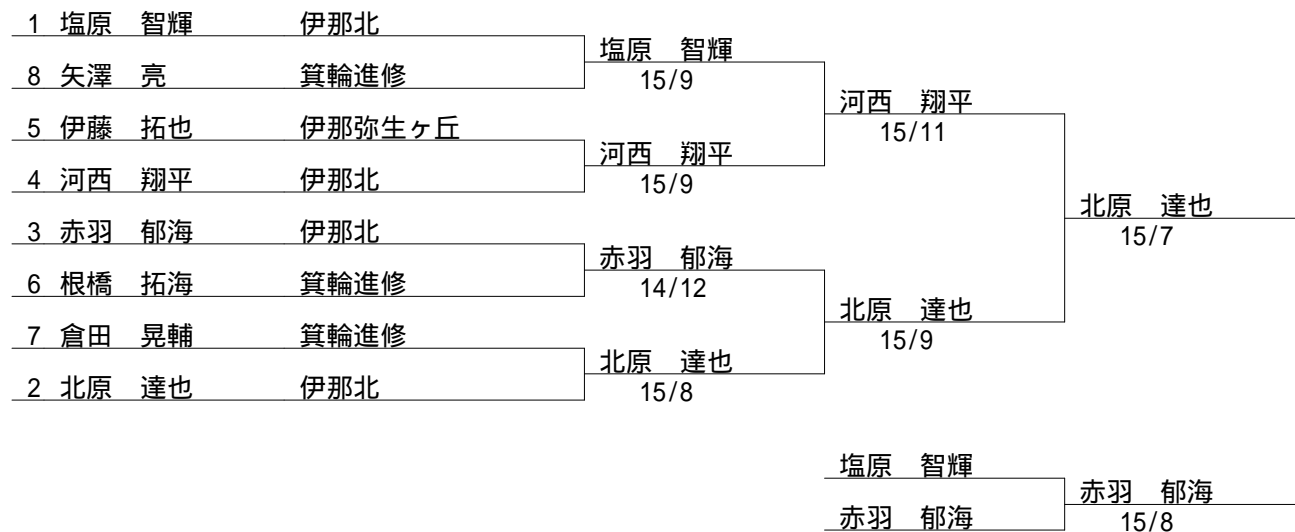 1 塩原 智輝 伊那北
塩原 智輝
8 矢澤 亮 箕輪進修
15/9
河西 翔平
5 伊藤 拓也 伊那弥生ヶ丘
15/11
河西 翔平
4 河西 翔平 伊那北
15/9
北原 達也
3 赤羽 郁海 伊那北
15/7
赤羽 郁海
6 根橋 拓海 箕輪進修
14/12
北原 達也
7 倉田 晃輔 箕輪進修
15/9
北原 達也
2 北原 達也 伊那北
15/8
塩原 智輝
赤羽 郁海
赤羽 郁海
15/8